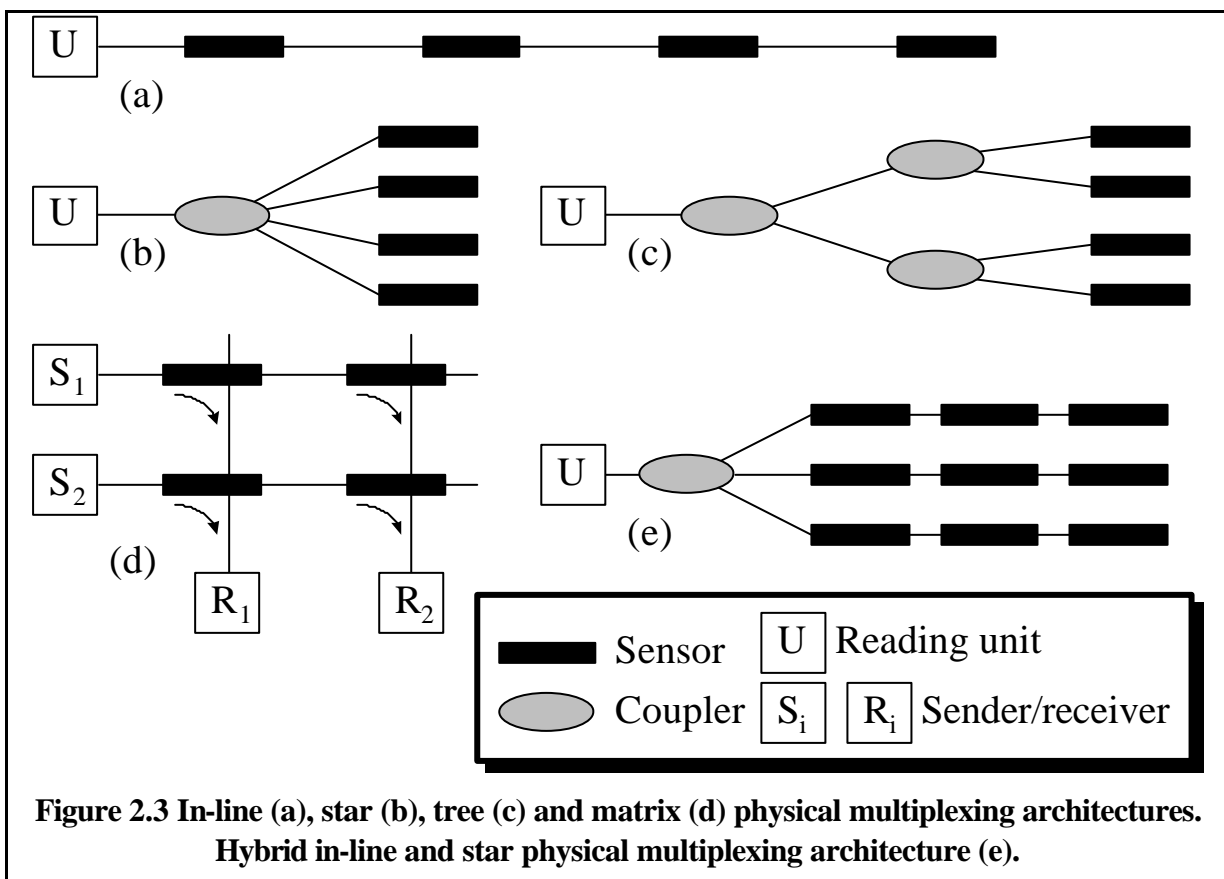 U
(a)
U
(b)
U
(c)
S1
S2
(d)
R1 R2
U
(e)
Sensor U Reading unit
Coupler Si Ri Sender/receiver
Figure 2.3 In-line (a), star (b), tree (c) and matrix (d) physical multiplexing architectures.
Hybrid in-line and star physical multiplexing architecture (e).